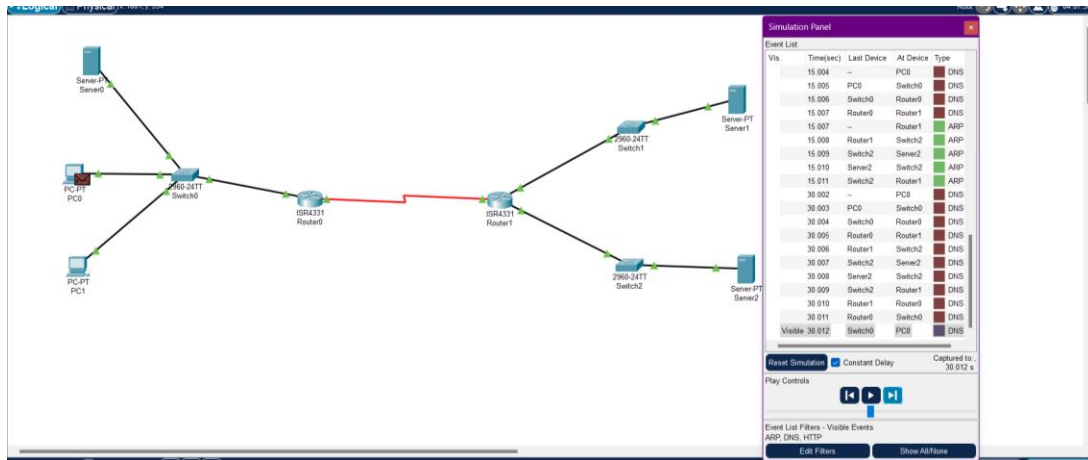 Logical Physical x: 1681, y: 554
Root
Simulation Panel
Event List
Vis. Time(sec) Last Device At Device Type
15.004 -- PC0 DNS
15.005 PC0 Switch0 DNS
15.006 Switch0 Router0 DNS
15.007 Router0 Router1 DNS
15.007 -- Router1 ARP
15.008 Router1 Switch2 ARP
15.009 Switch2 Server2 ARP
15.010 Server2 Switch2 ARP
15.011 Switch2 Router1 ARP
30.002 -- PC0 DNS
30.003 PC0 Switch0 DNS
30.004 Switch0 Router0 DNS
30.005 Router0 Router1 DNS
30.006 Router1 Switch2 DNS
30.007 Switch2 Server2 DNS
30.008 Server2 Switch2 DNS
30.009 Switch2 Router1 DNS
30.010 Router1 Router0 DNS
30.011 Router0 Switch0 DNS
Visible 30.012 Switch0 PC0 DNS
Reset Simulation Constant Delay
Captured to:
30.012 s
Play Controls
Event List Filters - Visible Events
ARP, DNS, HTTP
Edit Filters Show All/None
Server-PT
Server0
PC-PT
PC0
2960-24TT
Switch0
PC-PT
PC1
ISR4331
Router0
ISR4331
Router1
2960-24TT
Switch1
Server-PT
Server1
2960-24TT
Switch2
Server-PT
Server2